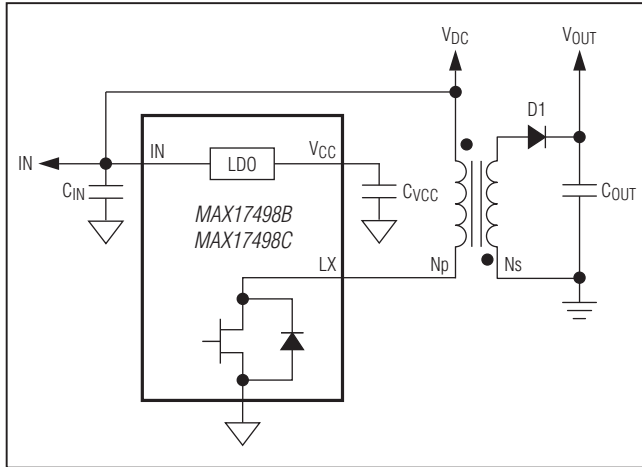 VDC
VOUT
D1
IN
IN
LDO
VCC
CIN
CVCC
COUT
MAX17498B
MAX17498C
LX
Np
Ns